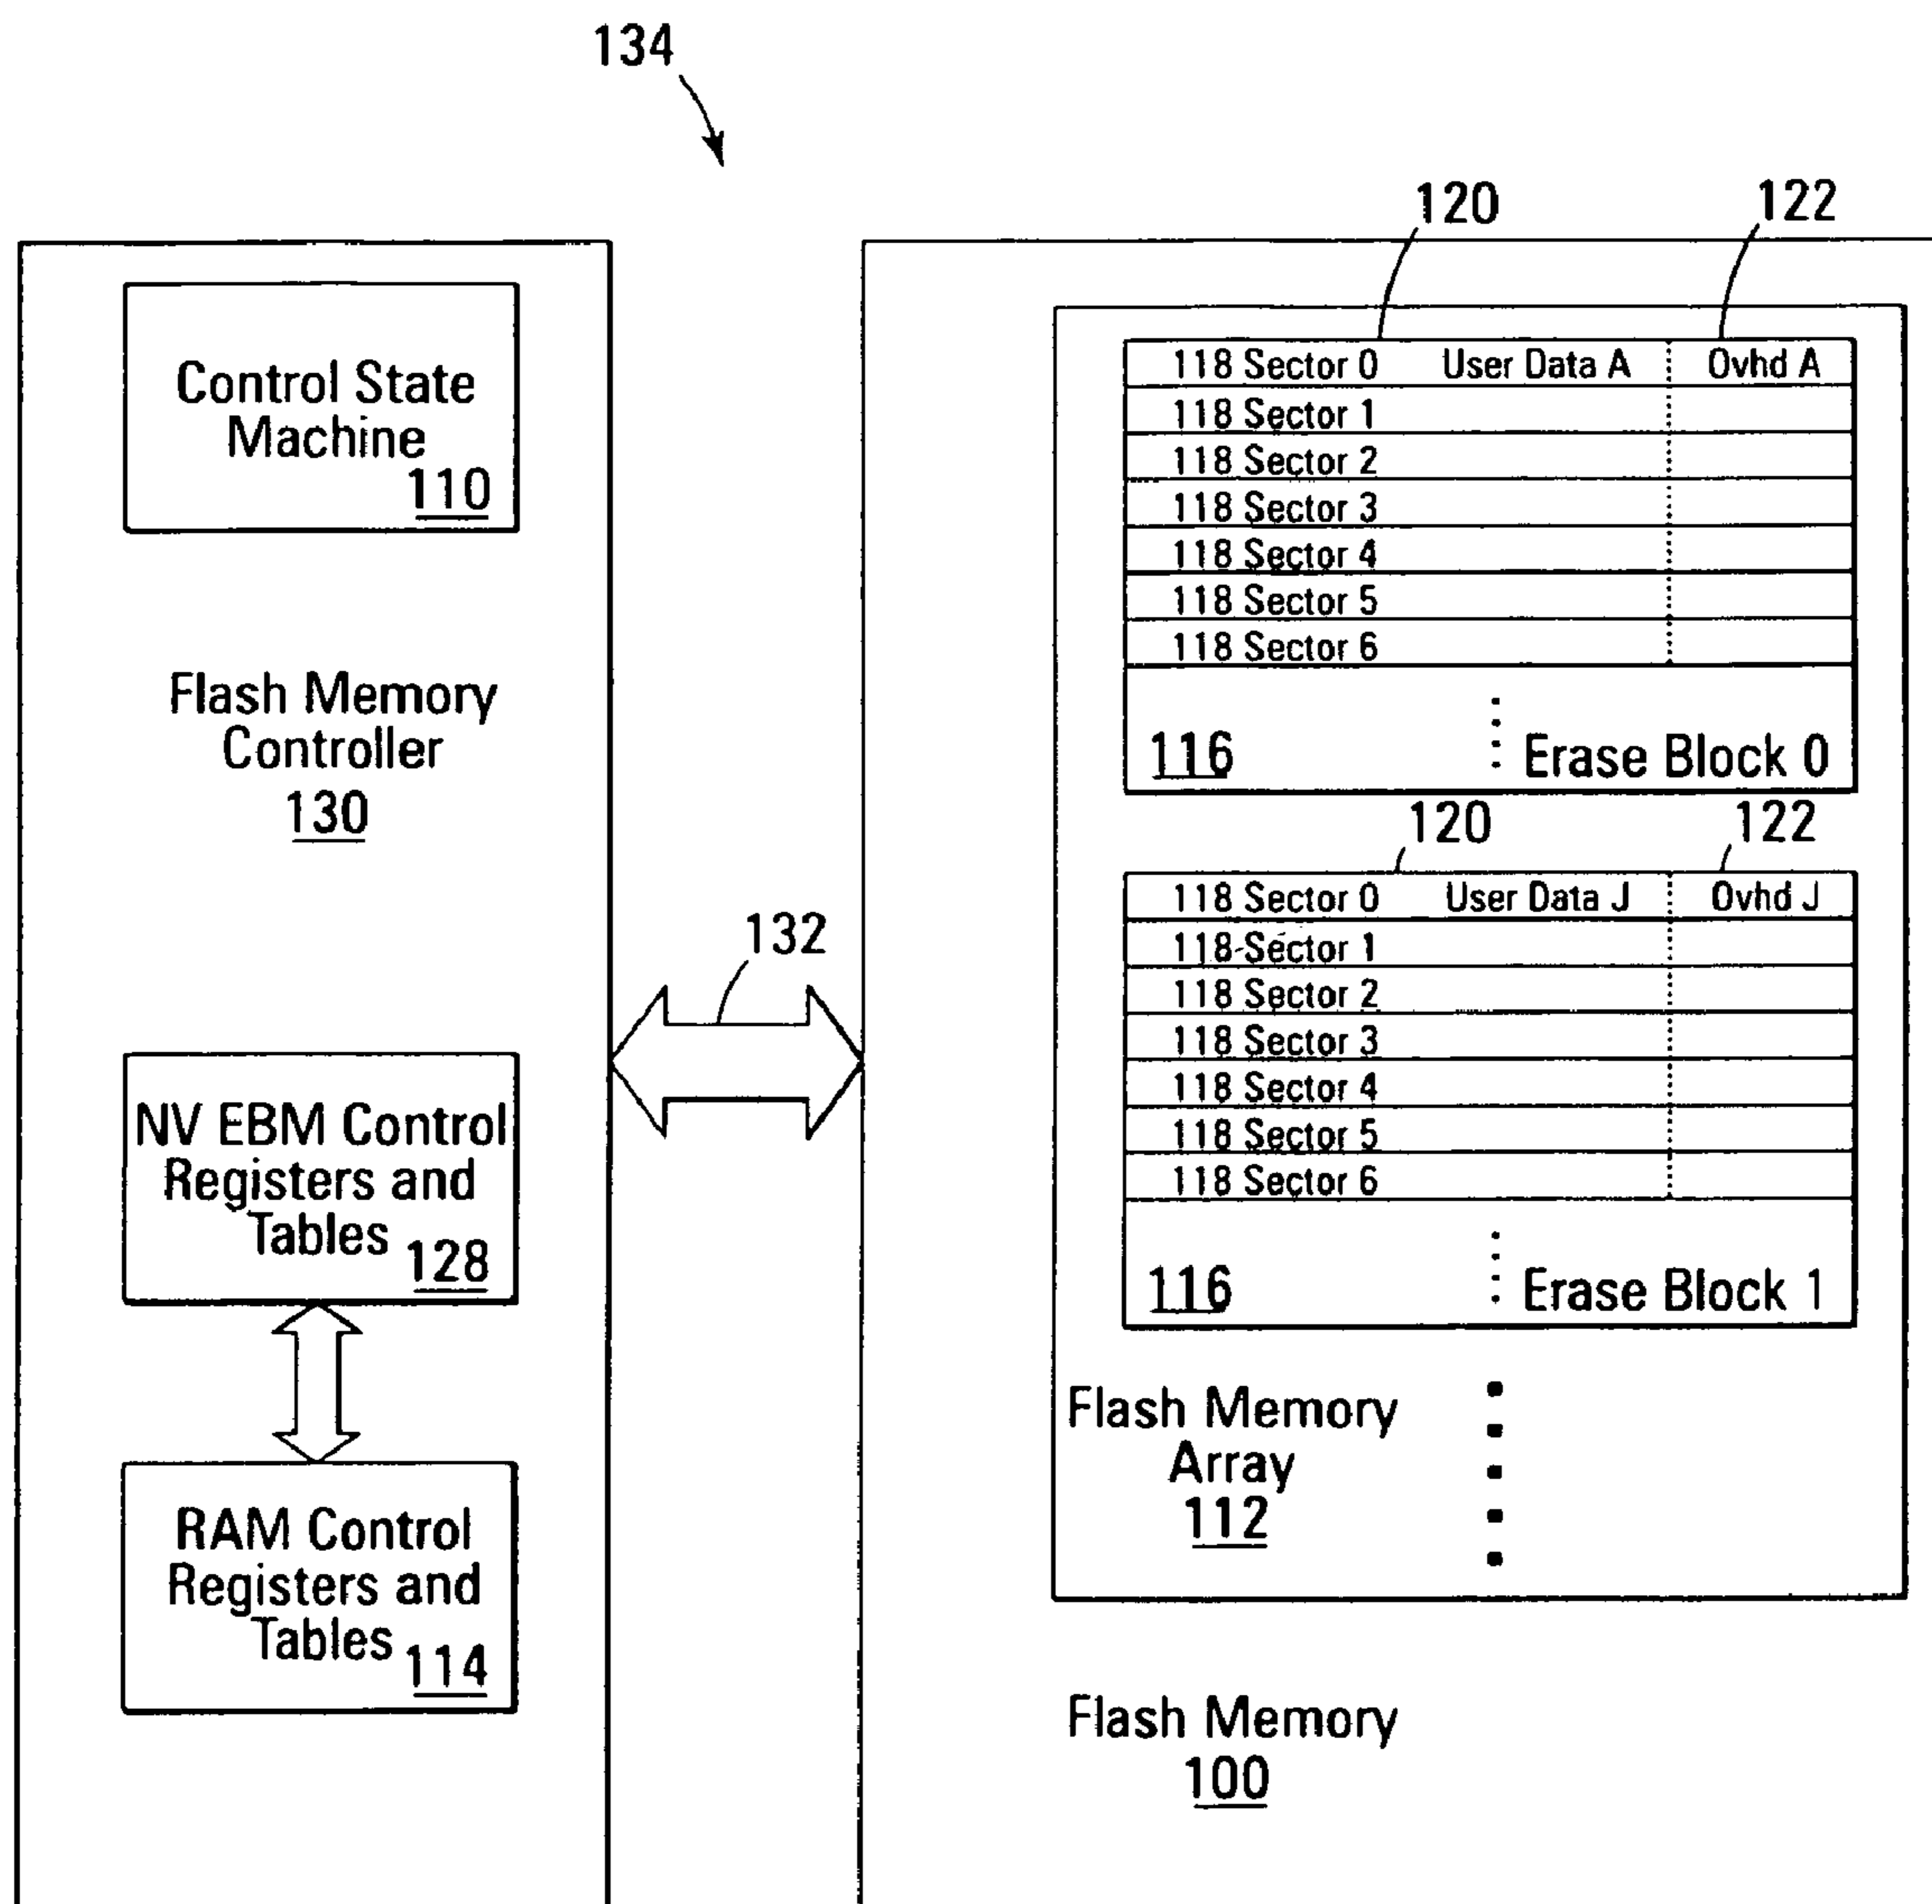 134
Control State
Machine
110
Flash Memory
Controller
130
NV EBM Control
Registers and
Tables
128
RAM Control
Registers and
Tables
114
132
120 122
118 Sector 0 User Data A Ovhd A
118 Sector 1
118 Sector 2
118 Sector 3
118 Sector 4
118 Sector 5
118 Sector 6
116 Erase Block 0
120 122
118 Sector 0 User Data J Ovhd J
118 Sector 1
118 Sector 2
118 Sector 3
118 Sector 4
118 Sector 5
118 Sector 6
116 Erase Block 1
Flash Memory
Array
112
Flash Memory
100